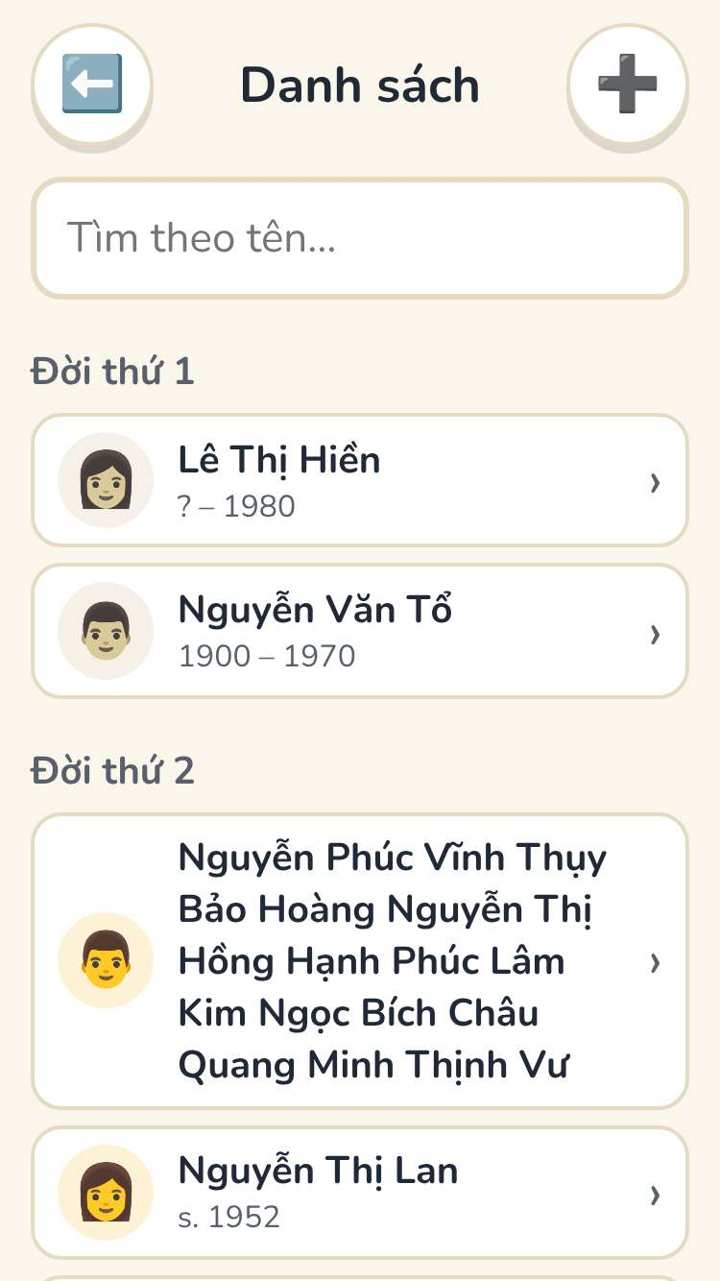 Danh sách
Tìm theo tên...
Đời thứ 1
Lê Thị Hiền
? – 1980
Nguyễn Văn Tổ
1900 – 1970
Đời thứ 2
Nguyễn Phúc Vĩnh Thụy
Bảo Hoàng Nguyễn Thị
Hồng Hạnh Phúc Lâm
Kim Ngọc Bích Châu
Quang Minh Thịnh Vư
Nguyễn Thị Lan
s. 1952